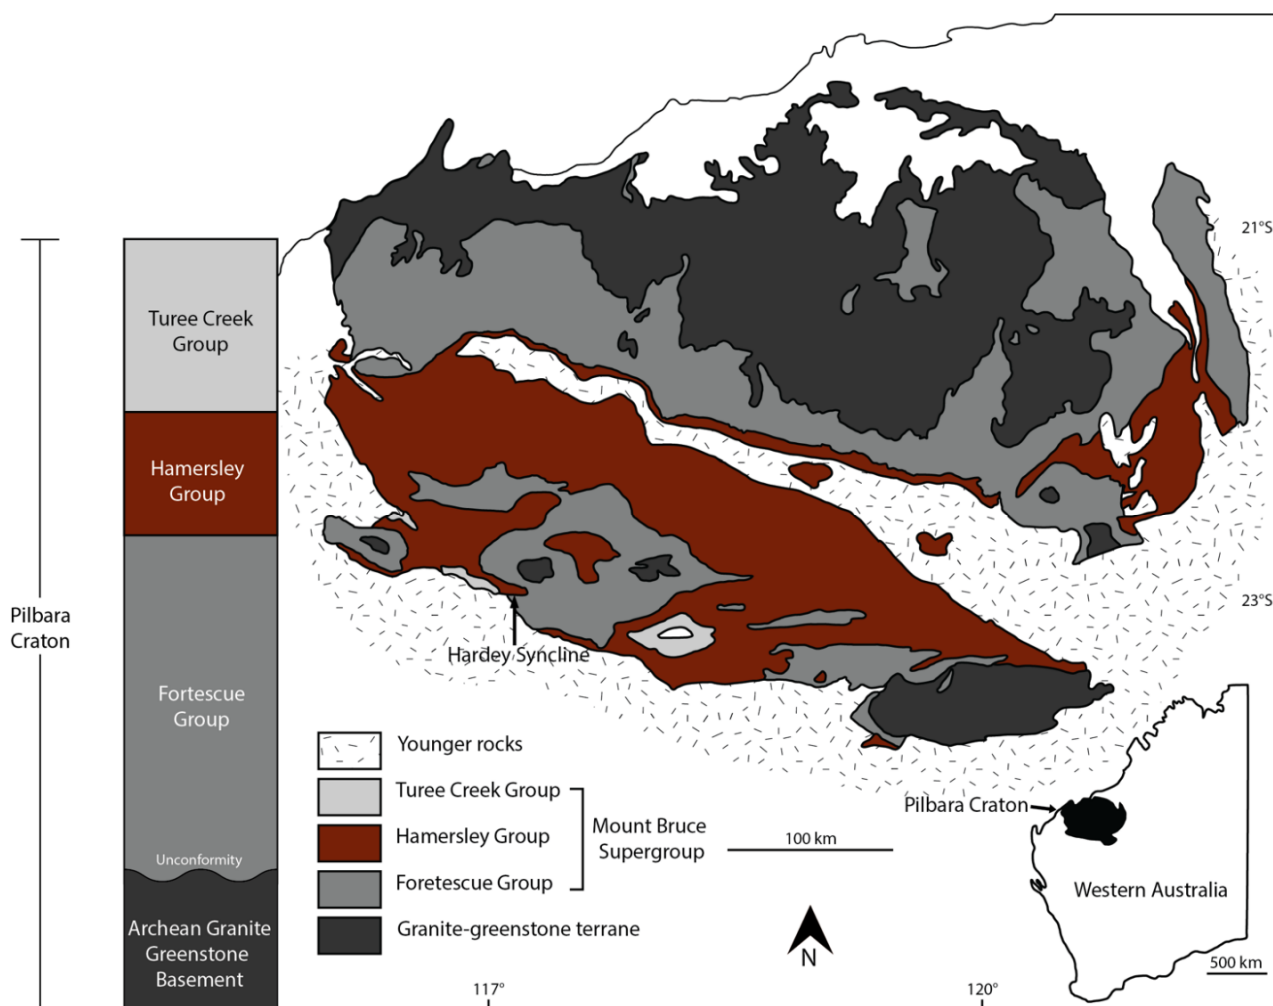 21°S
Turee Creek
Group
Hamersley
Group
23°S
Pilbara
Craton
Hardey Syncline
Fortescue
Group
Younger rocks
Turee Creek Group
Pilbara Craton
Hamersley Group
Mount Bruce
Supergroup
100 km
Unconformity
Foretescue Group
Western Australia
Archean Granite
Greenstone
Basement
Granite-greenstone terrane
N
500 km
117°
120°